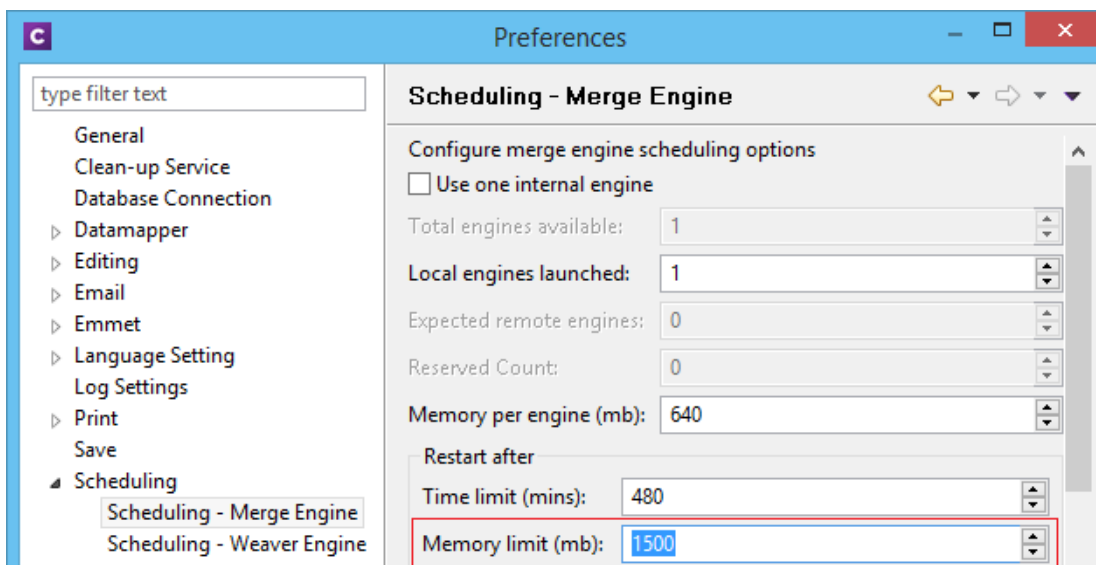 C
Preferences
type filter text
General
Clean-up Service
Database Connection
Datamapper
Editing
Email
Emmet
Language Setting
Log Settings
Print
Save
Scheduling
Scheduling - Merge Engine
Scheduling - Weaver Engine
Scheduling - Merge Engine
Configure merge engine scheduling options
Use one internal engine
Total engines available: 1
Local engines launched: 1
Expected remote engines: 0
Reserved Count: 0
Memory per engine (mb): 640
Restart after
Time limit (mins): 480
Memory limit (mb): 1500